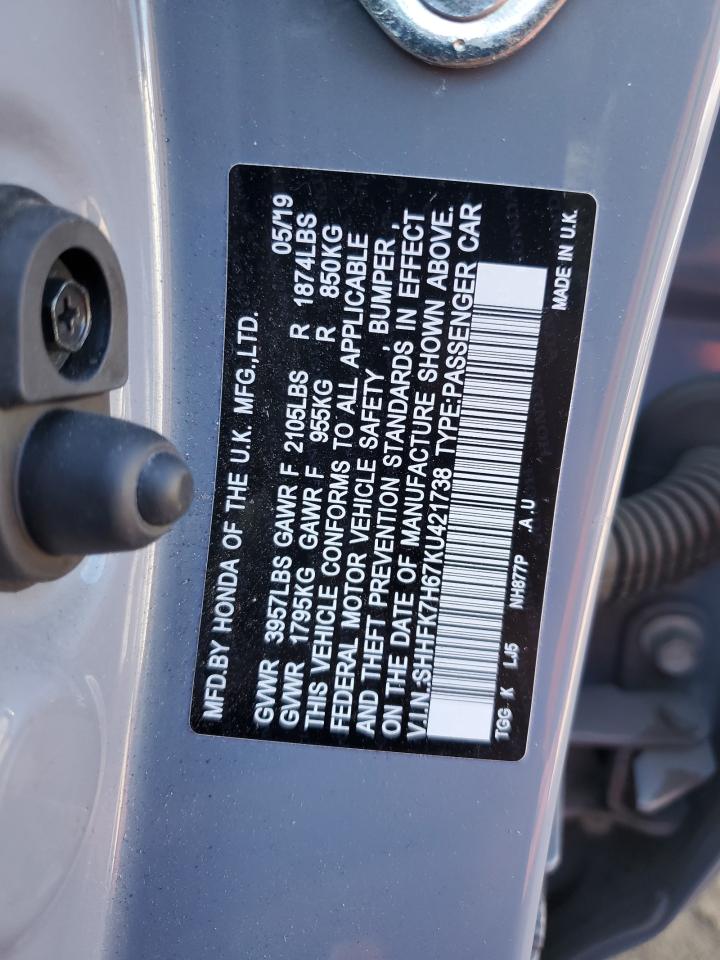 MFD.BY HONDA OF THE U.K. MFG.,LTD.
05/19
GVWR 3957LBS GAWR F 2105LBS R 1874LBS
GVWR 1795KG GAWR F 955KG R 850KG
THIS VEHICLE CONFORMS TO ALL APPLICABLE
FEDERAL MOTOR VEHICLE SAFETY , BUMPER ,
AND THEFT PREVENTION STANDARDS IN EFFECT
ON THE DATE OF MANUFACTURE SHOWN ABOVE.
V.I.N.:SHHFK7H67KU421738 TYPE:PASSENGER CAR
TGG K LJ5 NH877P .A .U
MADE IN U.K.